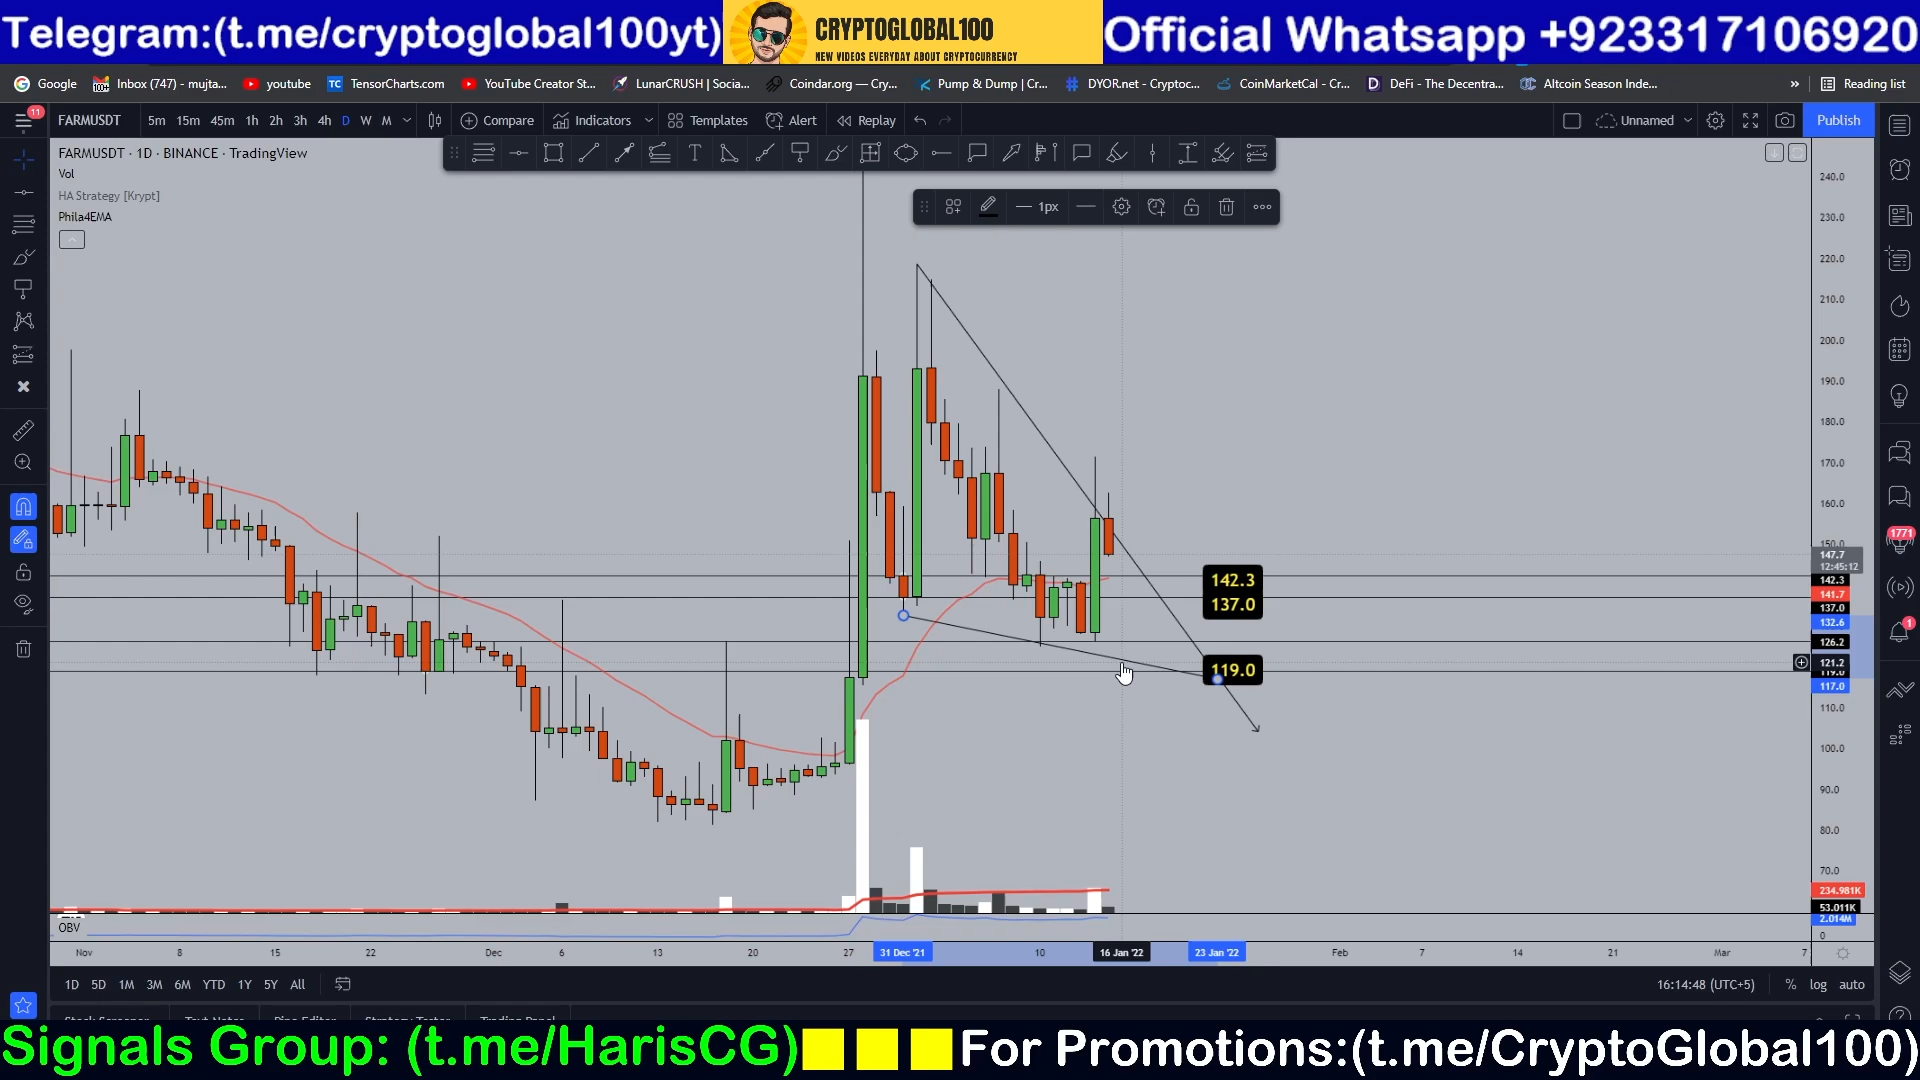 Telegram:(t.me/cryptoglobal100yt)
CRYPTOGLOBAL100
NEW VIDEOS EVERYDAY ABOUT CRYPTOCURRENCY
Official Whatsapp +923317106920
Google Inbox (747) - mujta... youtube TensorCharts.com YouTube Creator St... LunarCRUSH | Socia... Coindar.org — Cry... Pump & Dump | Cr... DYOR.net - Cryptoc... CoinMarketCal - Cr... DeFi - The Decentra... Altcoin Season Inde... » Reading list
11
FARMUSDT 5m 15m 45m 1h 2h 3h 4h D W M Compare Indicators Templates Alert Replay Unnamed Publish
FARMUSDT · 1D · BINANCE · TradingView
Vol
HA Strategy [Krypt]
Phila4EMA
1px
240.0
230.0
220.0
210.0
200.0
190.0
180.0
170.0
160.0
150.0
147.7
12:45:12
142.3
141.7
137.0
132.6
126.2
121.2
119.0
117.0
110.0
100.0
90.0
80.0
70.0
234.981K
53.011K
2.014M
0
142.3
137.0
119.0
1771
1
OBV
Nov 8 15 22 Dec 6 13 20 27 31 Dec '21 10 16 Jan '22 23 Jan '22 Feb 7 14 21 Mar 7
1D 5D 1M 3M 6M YTD 1Y 5Y All 16:14:48 (UTC+5) % log auto
Signals Group: (t.me/HarisCG)
For Promotions:(t.me/CryptoGlobal100)